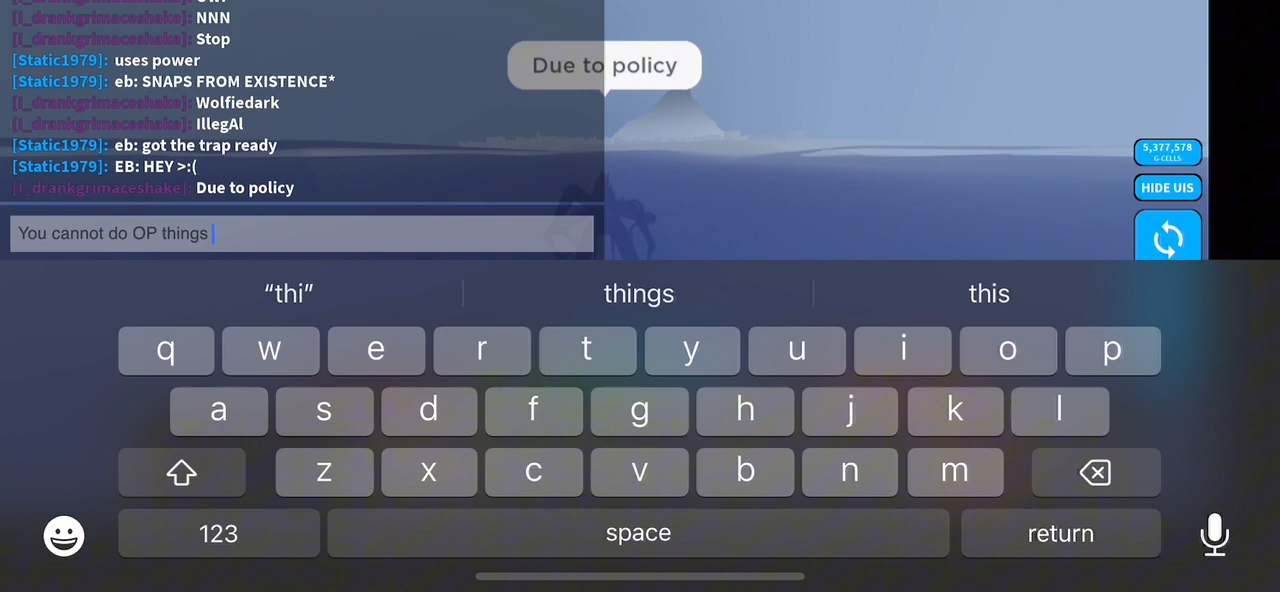 [I_drankgrimaceshake]: NNN
[I_drankgrimaceshake]: Stop
[Static1979]: uses power
[Static1979]: eb: SNAPS FROM EXISTENCE*
[I_drankgrimaceshake]: Wolfiedark
[I_drankgrimaceshake]: IllegAl
[Static1979]: eb: got the trap ready
[Static1979]: EB: HEY >:(
[I_drankgrimaceshake]: Due to policy
Due to policy
You cannot do OP things
5,377,578
G-CELLS
HIDE UIS
“thi” things this
q w e r t y u i o p
a s d f g h j k l
z x c v b n m
123 space return